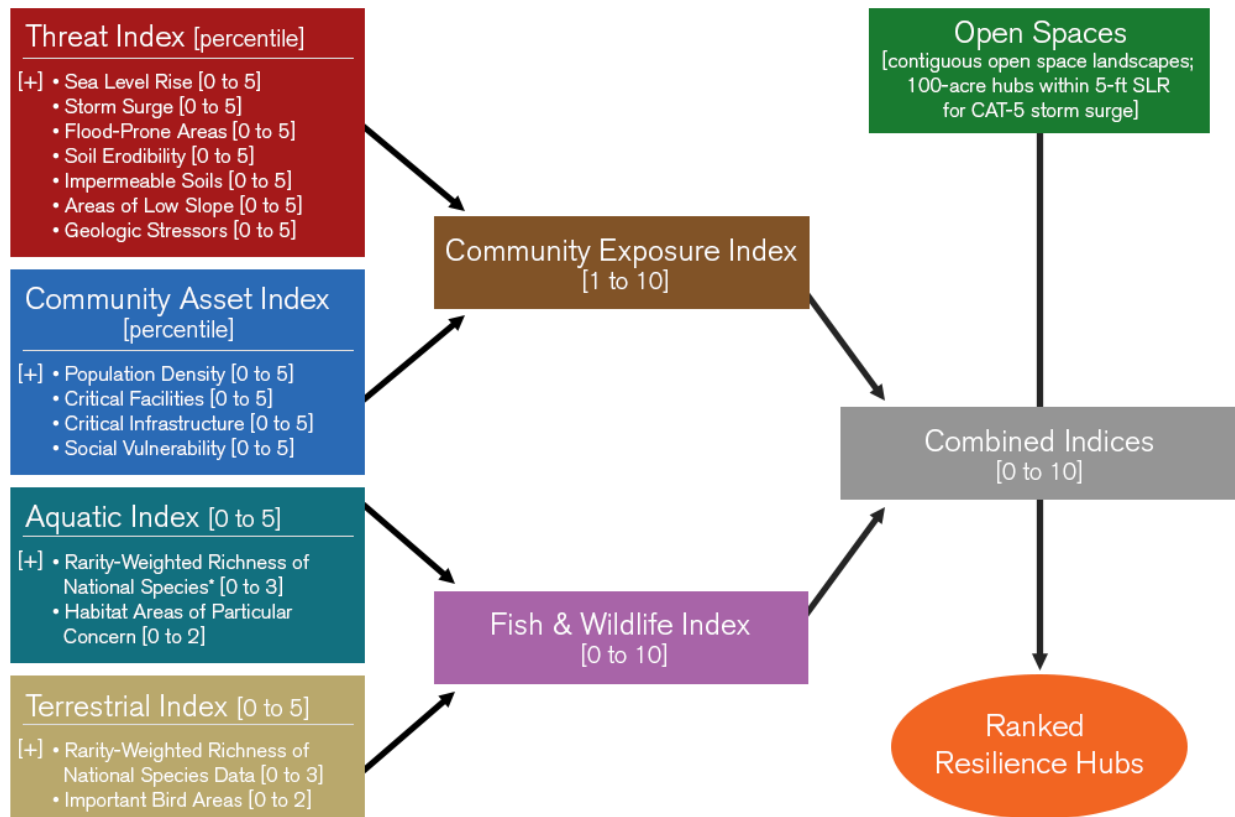 Threat Index [percentile]
[+] • Sea Level Rise [0 to 5]
• Storm Surge [0 to 5]
• Flood-Prone Areas [0 to 5]
• Soil Erodibility [0 to 5]
• Impermeable Soils [0 to 5]
• Areas of Low Slope [0 to 5]
• Geologic Stressors [0 to 5]
Community Asset Index
[percentile]
[+] • Population Density [0 to 5]
• Critical Facilities [0 to 5]
• Critical Infrastructure [0 to 5]
• Social Vulnerability [0 to 5]
Aquatic Index [0 to 5]
[+] • Rarity-Weighted Richness of
National Species* [0 to 3]
• Habitat Areas of Particular
Concern [0 to 2]
Terrestrial Index [0 to 5]
[+] • Rarity-Weighted Richness of
National Species Data [0 to 3]
• Important Bird Areas [0 to 2]
Community Exposure Index
[1 to 10]
Fish & Wildlife Index
[0 to 10]
Open Spaces
[contiguous open space landscapes;
100-acre hubs within 5-ft SLR
for CAT-5 storm surge]
Combined Indices
[0 to 10]
Ranked
Resilience Hubs